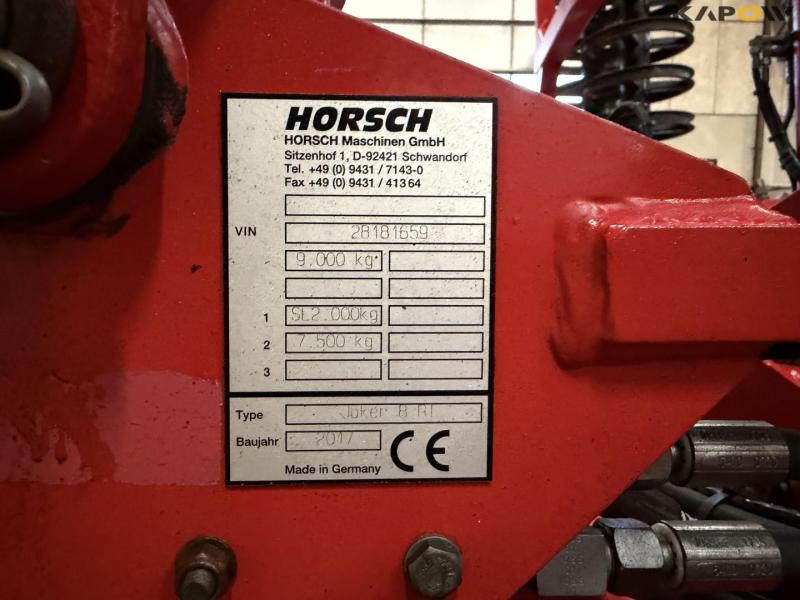 KAPOW
HORSCH
HORSCH Maschinen GmbH
Sitzenhof 1, D-92421 Schwandorf
Tel. +49 (0) 9431 / 7143-0
Fax +49 (0) 9431 / 413 64
VIN 28181659
9.000 kg
1 SL2.000kg
2 7.500 kg
3
Type Joker 8 RT
Baujahr 2017 CE
Made in Germany